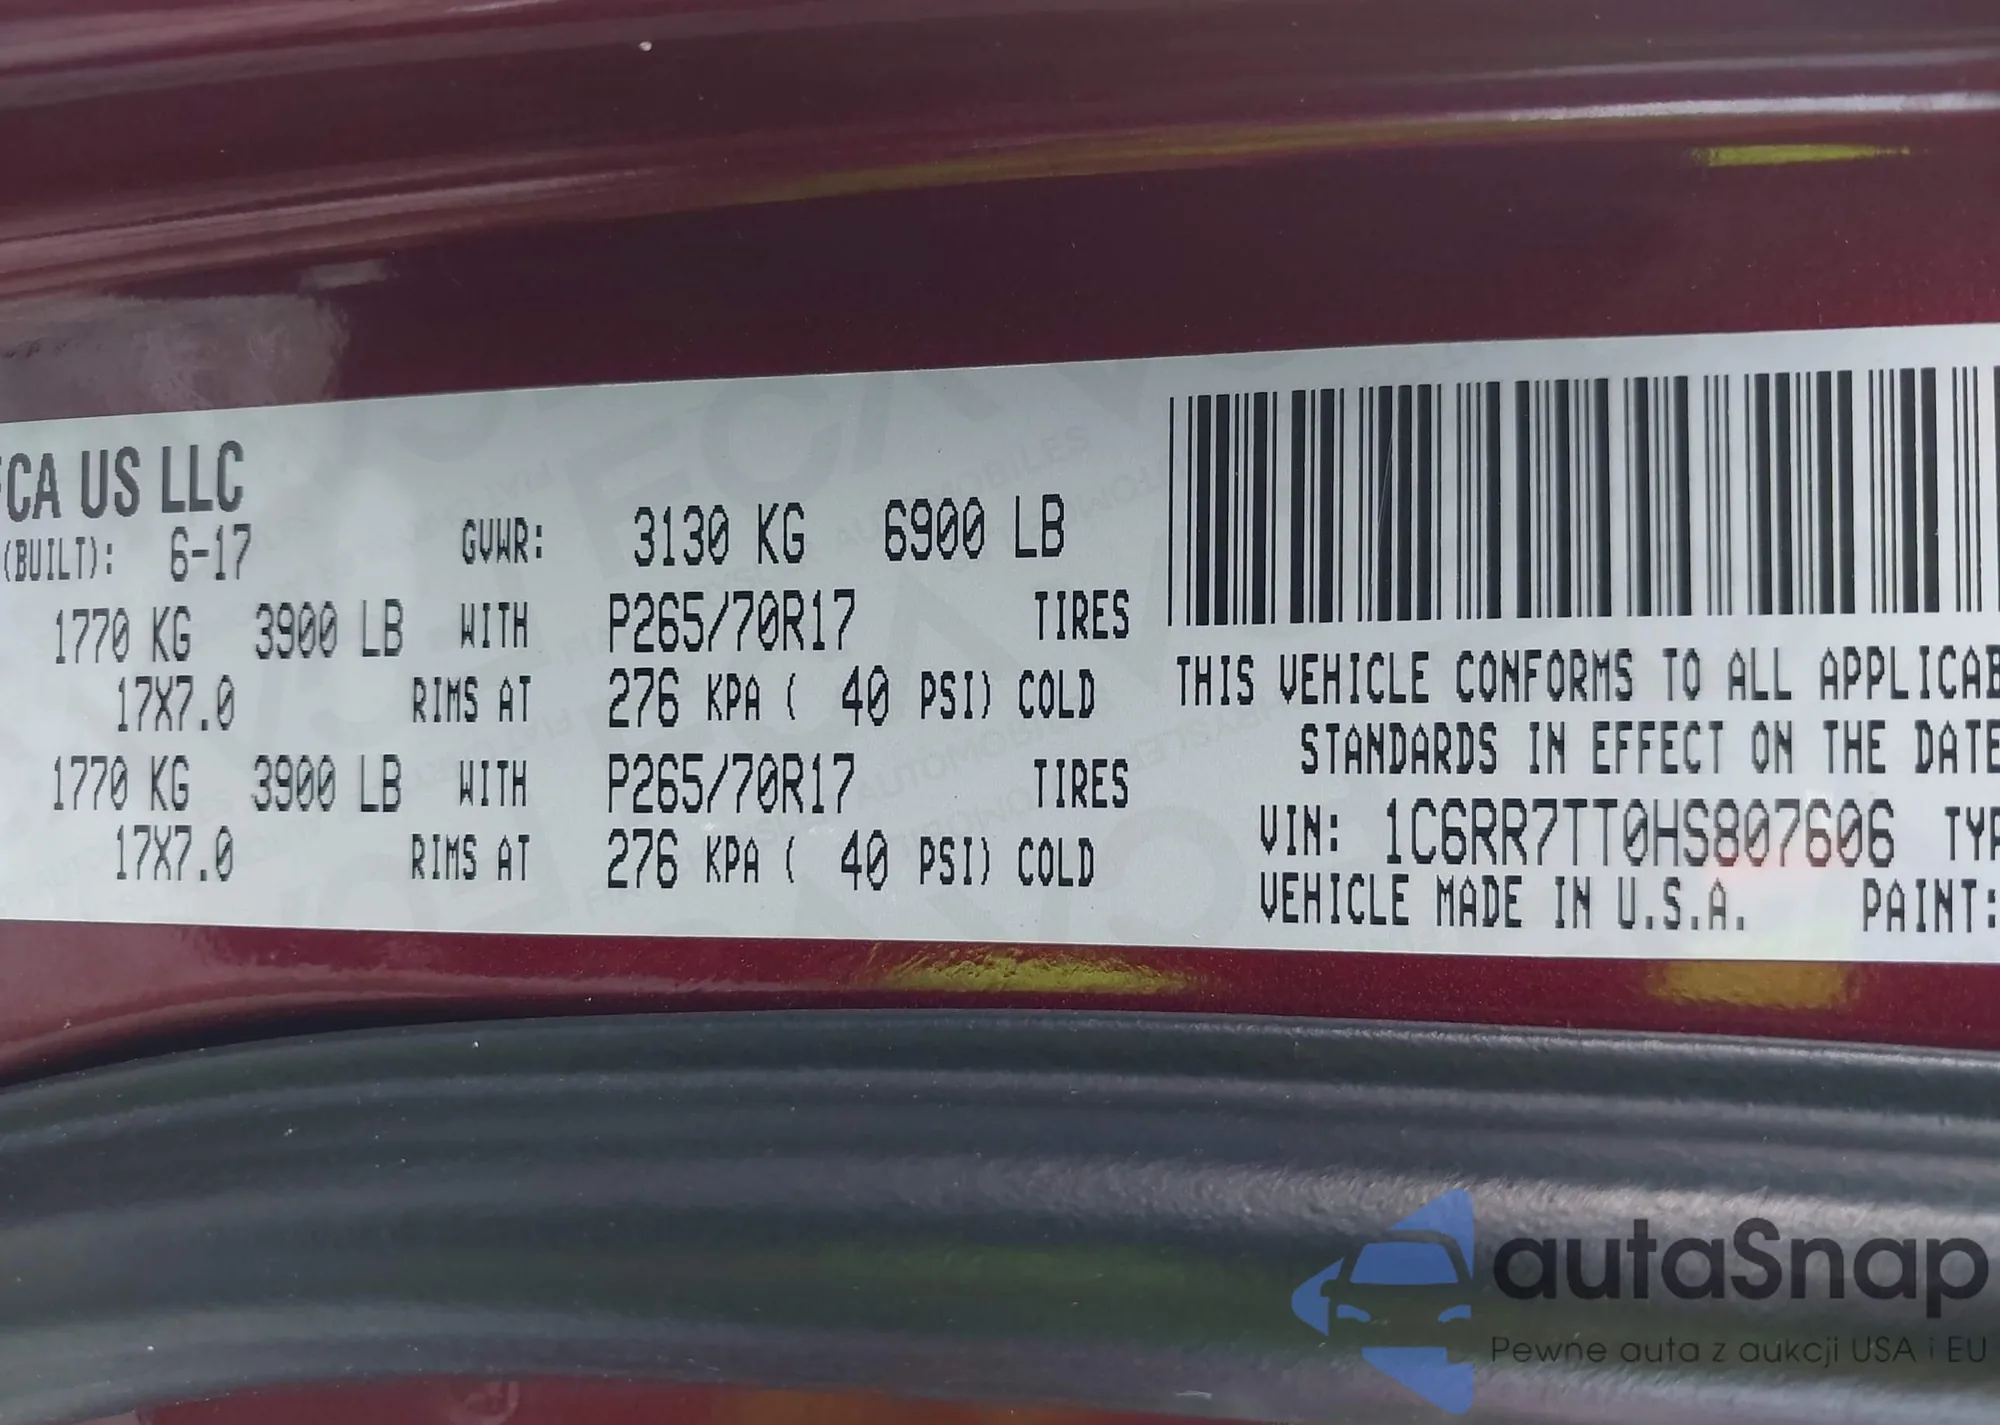 FCA US LLC
(BUILT): 6-17 GVWR: 3130 KG 6900 LB
1770 KG 3900 LB WITH P265/70R17 TIRES
17X7.0 RIMS AT 276 KPA ( 40 PSI) COLD
1770 KG 3900 LB WITH P265/70R17 TIRES
17X7.0 RIMS AT 276 KPA ( 40 PSI) COLD
THIS VEHICLE CONFORMS TO ALL APPLICAB
STANDARDS IN EFFECT ON THE DATE
VIN: 1C6RR7TT0HS807606 TYP
VEHICLE MADE IN U.S.A. PAINT:
autaSnap
Pewne auta z aukcji USA i EU